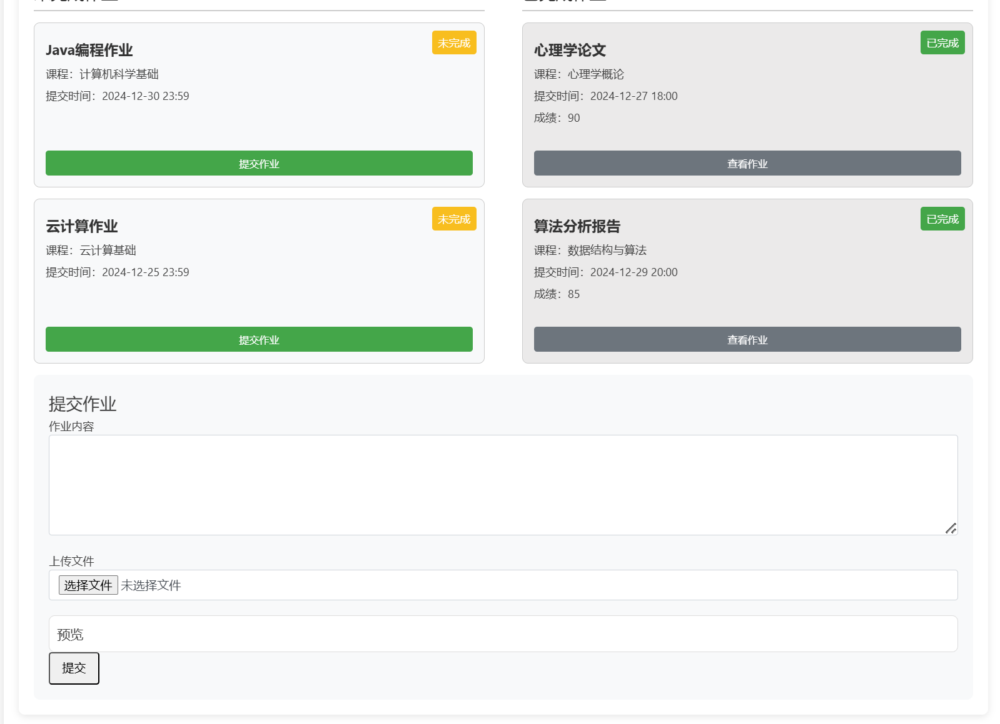 Java编程作业
未完成
课程：计算机科学基础
提交时间：2024-12-30 23:59
提交作业
云计算作业
未完成
课程：云计算基础
提交时间：2024-12-25 23:59
提交作业
心理学论文
已完成
课程：心理学概论
提交时间：2024-12-27 18:00
成绩：90
查看作业
算法分析报告
已完成
课程：数据结构与算法
提交时间：2024-12-29 20:00
成绩：85
查看作业
提交作业
作业内容
上传文件
选择文件 未选择文件
预览
提交